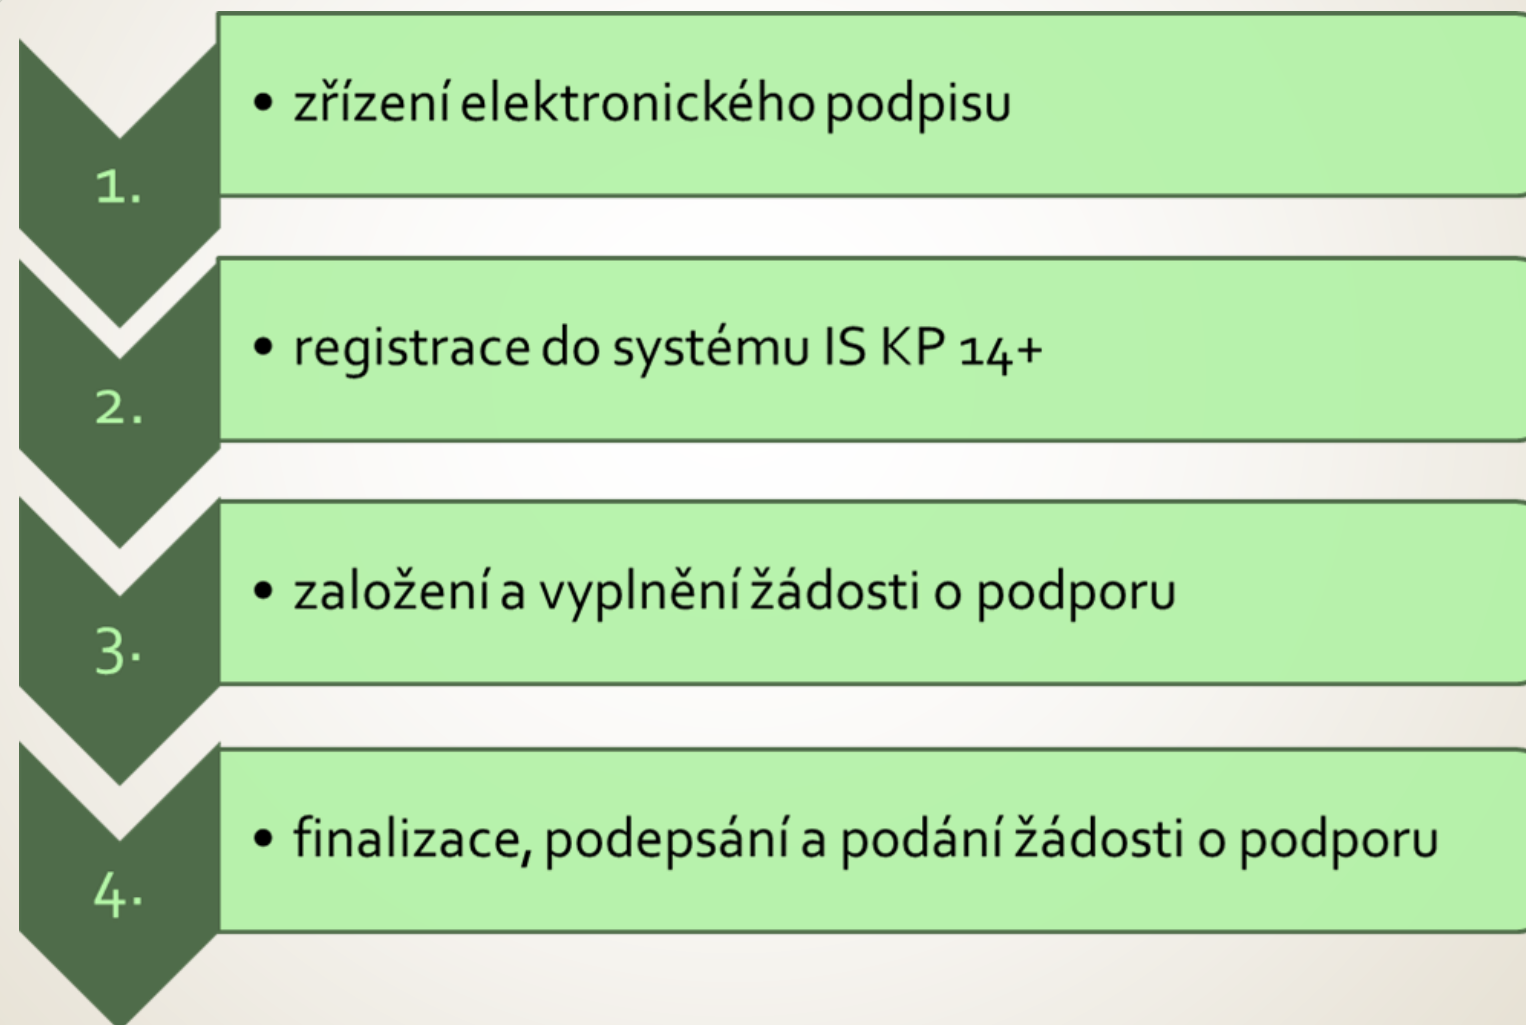 1.
• zřízení elektronického podpisu
2.
• registrace do systému IS KP 14+
3.
• založení a vyplnění žádosti o podporu
4.
• finalizace, podepsání a podání žádosti o podporu